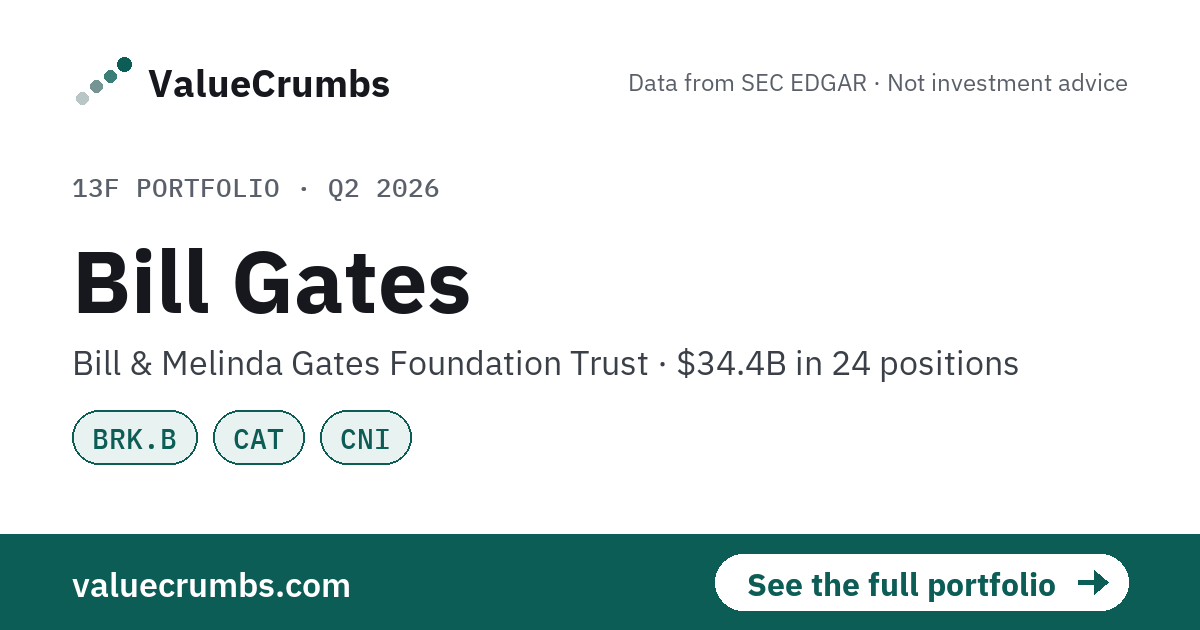 ValueCrumbs
Data from SEC EDGAR · Not investment advice
13F PORTFOLIO · Q2 2026
Bill Gates
Bill & Melinda Gates Foundation Trust · $34.4B in 24 positions
BRK.B CAT CNI
valuecrumbs.com
See the full portfolio →